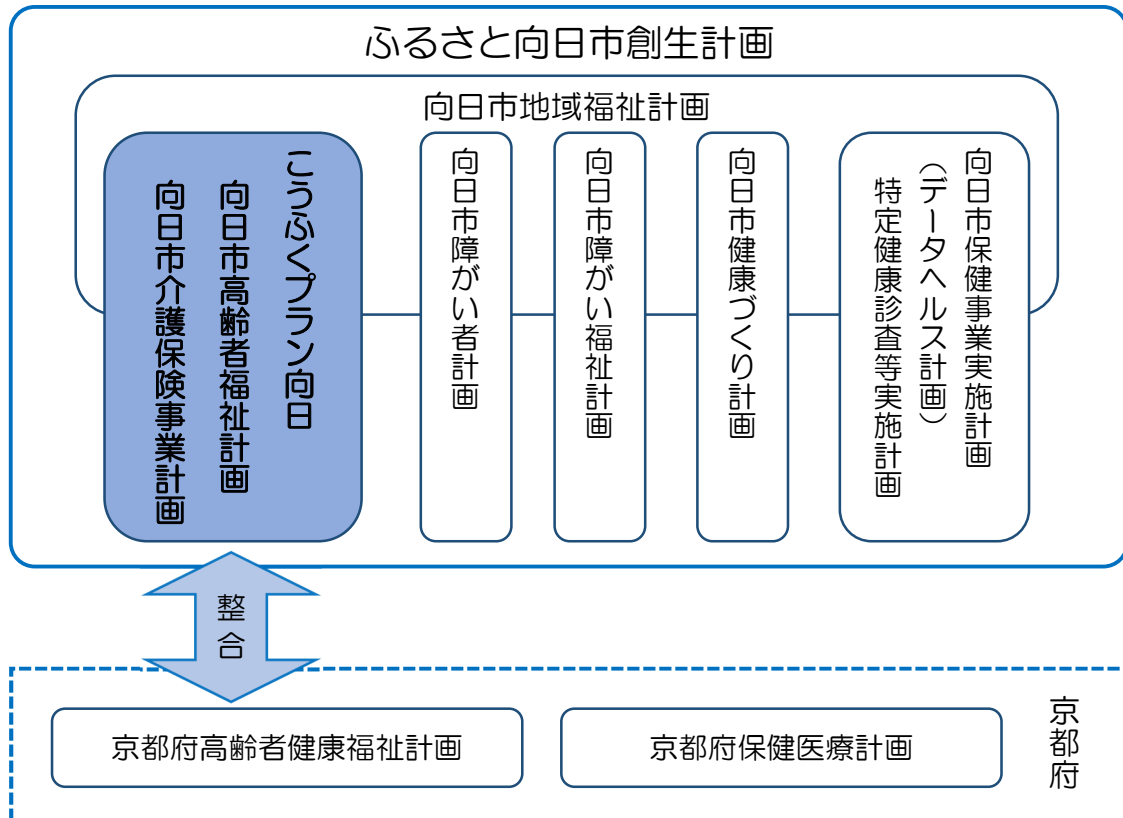 ふるさと向日市創生計画
向日市地域福祉計画
こうふくプラン向日
向日市高齢者福祉計画
向日市介護保険事業計画
向日市障がい者計画
向日市障がい福祉計画
向日市健康づくり計画
向日市保健事業実施計画
(データヘルス計画)
特定健康診査等実施計画
整合
京都府高齢者健康福祉計画
京都府保健医療計画
京都府